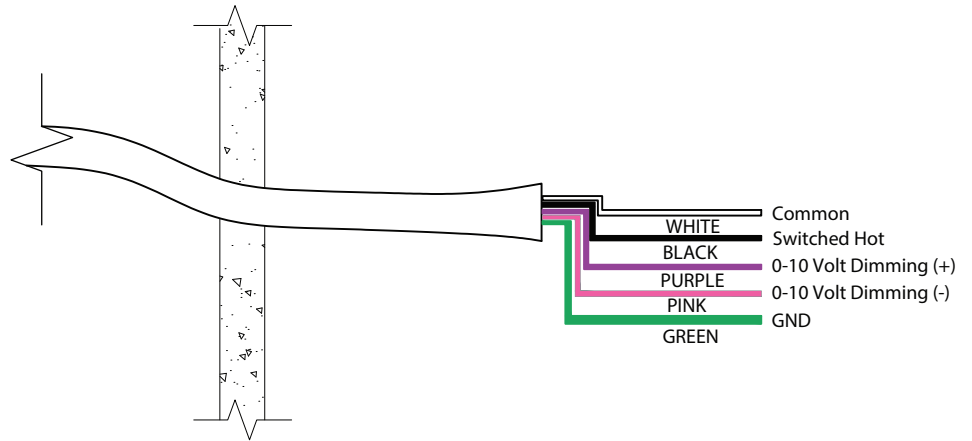 Common
WHITE
Switched Hot
BLACK
0-10 Volt Dimming (+)
PURPLE
0-10 Volt Dimming (-)
PINK
GND
GREEN